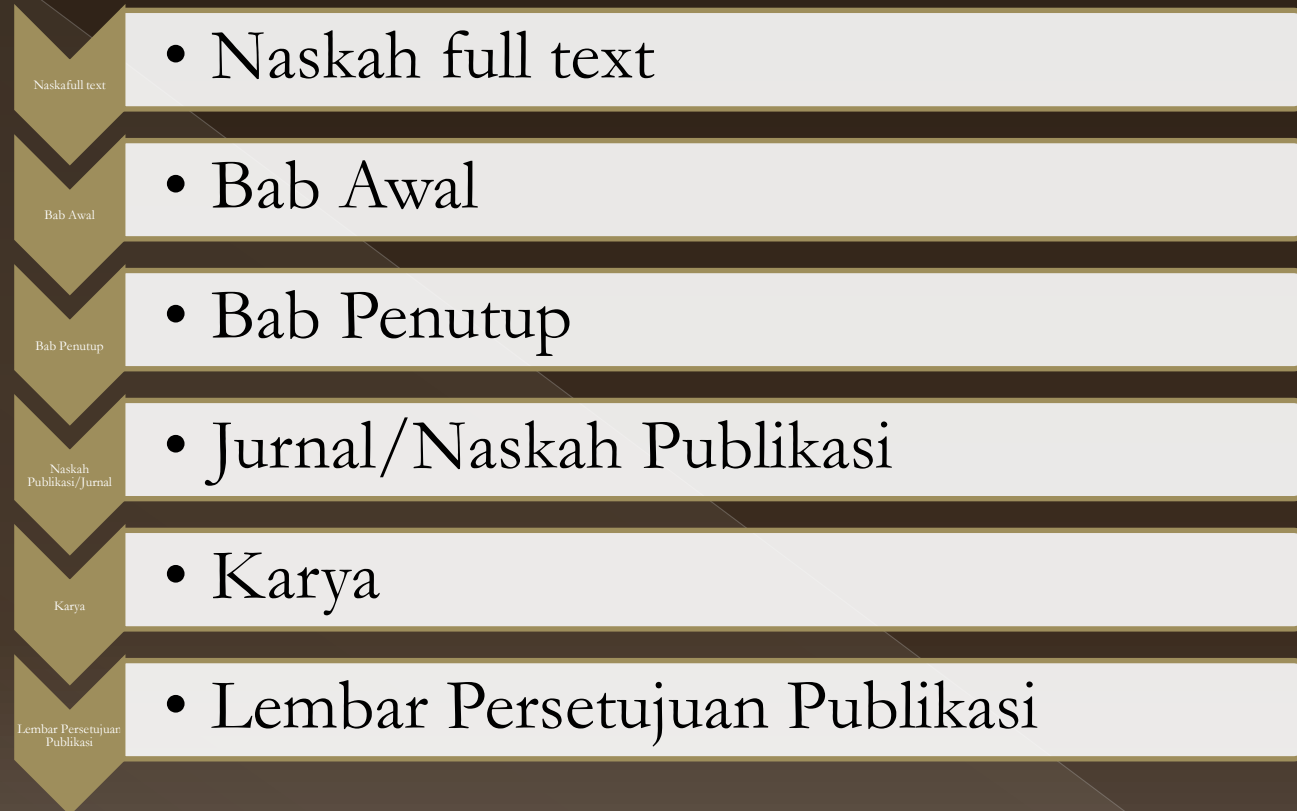 Naskafull text
• Naskah full text
Bab Awal
• Bab Awal
Bab Penutup
• Bab Penutup
Naskah
Publikasi/Jurnal
• Jurnal/Naskah Publikasi
Karya
• Karya
Lembar Persetujuan
Publikasi
• Lembar Persetujuan Publikasi